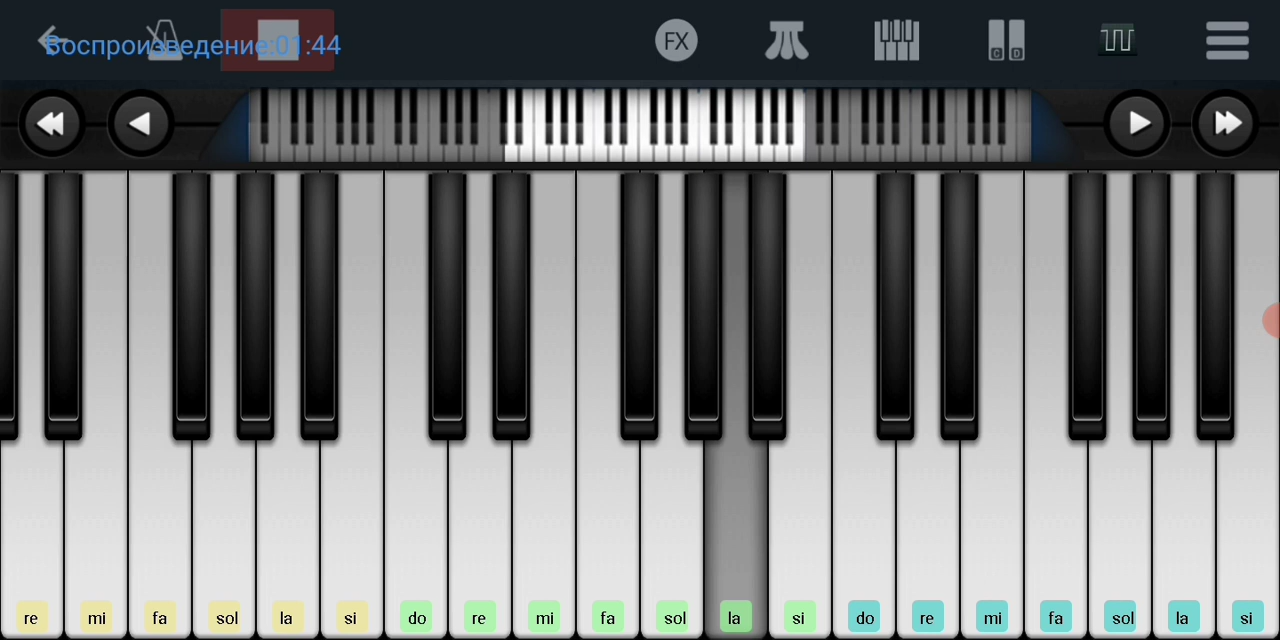 Воспроизведение:01:44
FX
C D
re mi fa sol la si do re mi fa sol la si do re mi fa sol la si